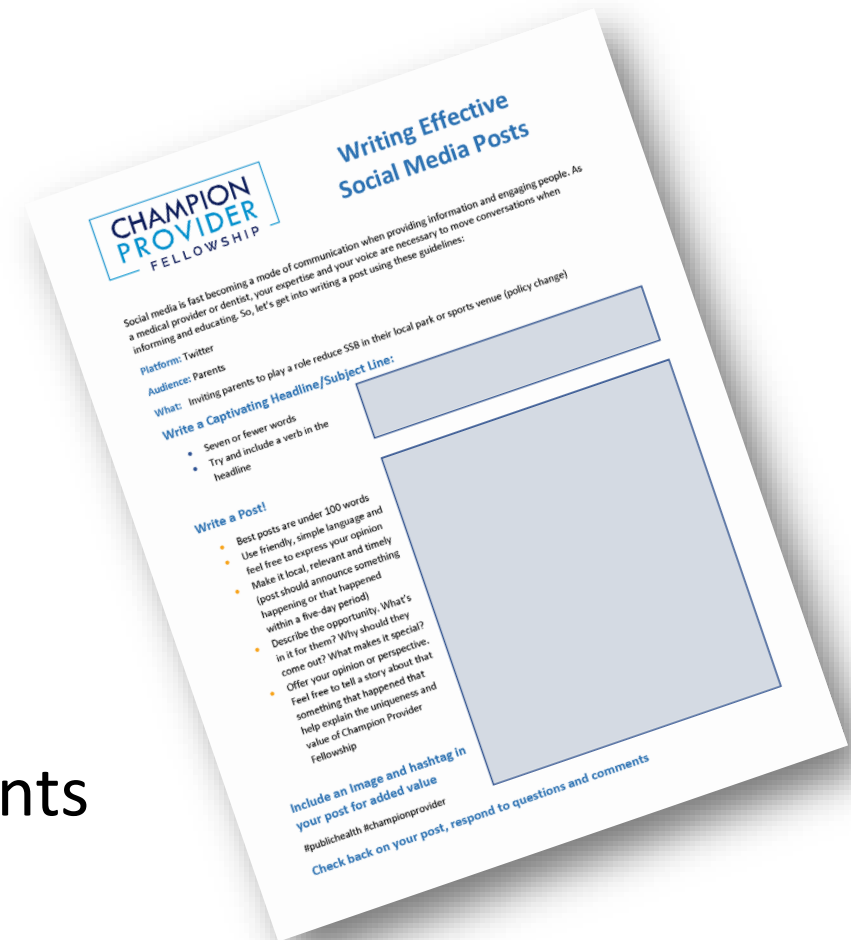 CHAMPION
PROVIDER
FELLOWSHIP
Writing Effective
Social Media Posts
Social media is fast becoming a mode of communication when providing information and engaging people. As
a medical provider or dentist, your expertise and your voice are necessary to move conversations when
informing and educating. So, let's get into writing a post using these guidelines:
Platform: Twitter
Audience: Parents
What: Inviting parents to play a role reduce SSB in their local park or sports venue (policy change)
Write a Captivating Headline/Subject Line:
• Seven or fewer words
• Try and include a verb in the
headline
Write a Post!
• Best posts are under 100 words
• Use friendly, simple language and
feel free to express your opinion
• Make it local, relevant and timely
(post should announce something
happening or that happened
within a five-day period)
• Describe the opportunity. What's
in it for them? Why should they
come out? What makes it special?
• Offer your opinion or perspective.
Feel free to tell a story about that
something that happened that
help explain the uniqueness and
value of Champion Provider
Fellowship
Include an Image and hashtag in
your post for added value
#publichealth #championprovider
Check back on your post, respond to questions and comments
nts